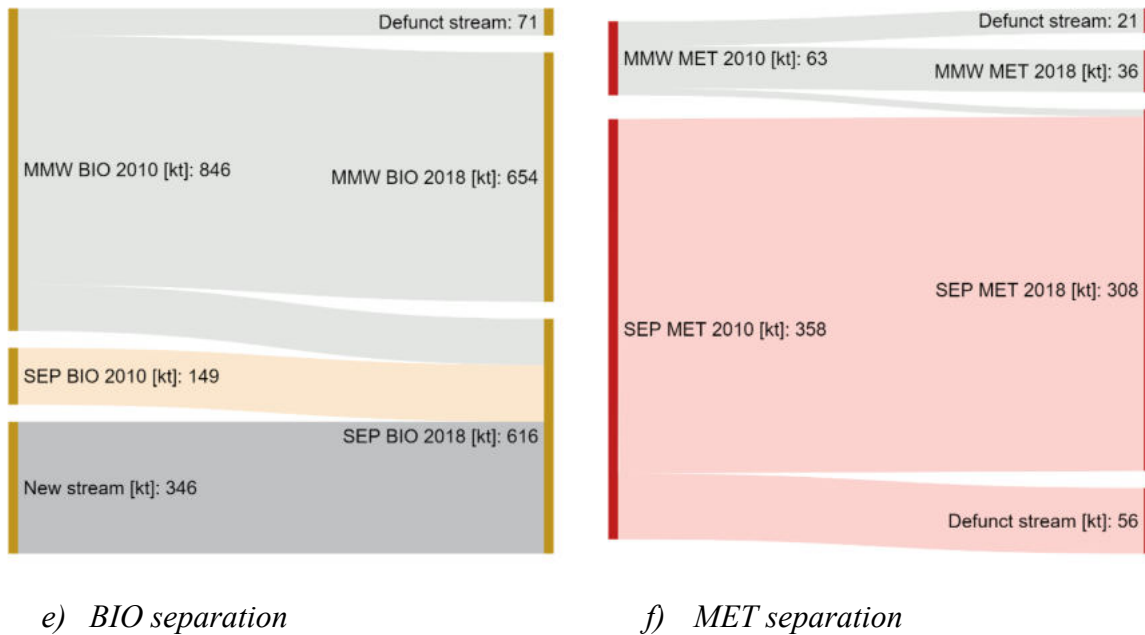 Defunct stream: 71
MMW BIO 2010 [kt]: 846
MMW BIO 2018 [kt]: 654
SEP BIO 2010 [kt]: 149
SEP BIO 2018 [kt]: 616
New stream [kt]: 346
e) BIO separation
Defunct stream: 21
MMW MET 2010 [kt]: 63
MMW MET 2018 [kt]: 36
SEP MET 2018 [kt]: 308
SEP MET 2010 [kt]: 358
Defunct stream [kt]: 56
f) MET separation